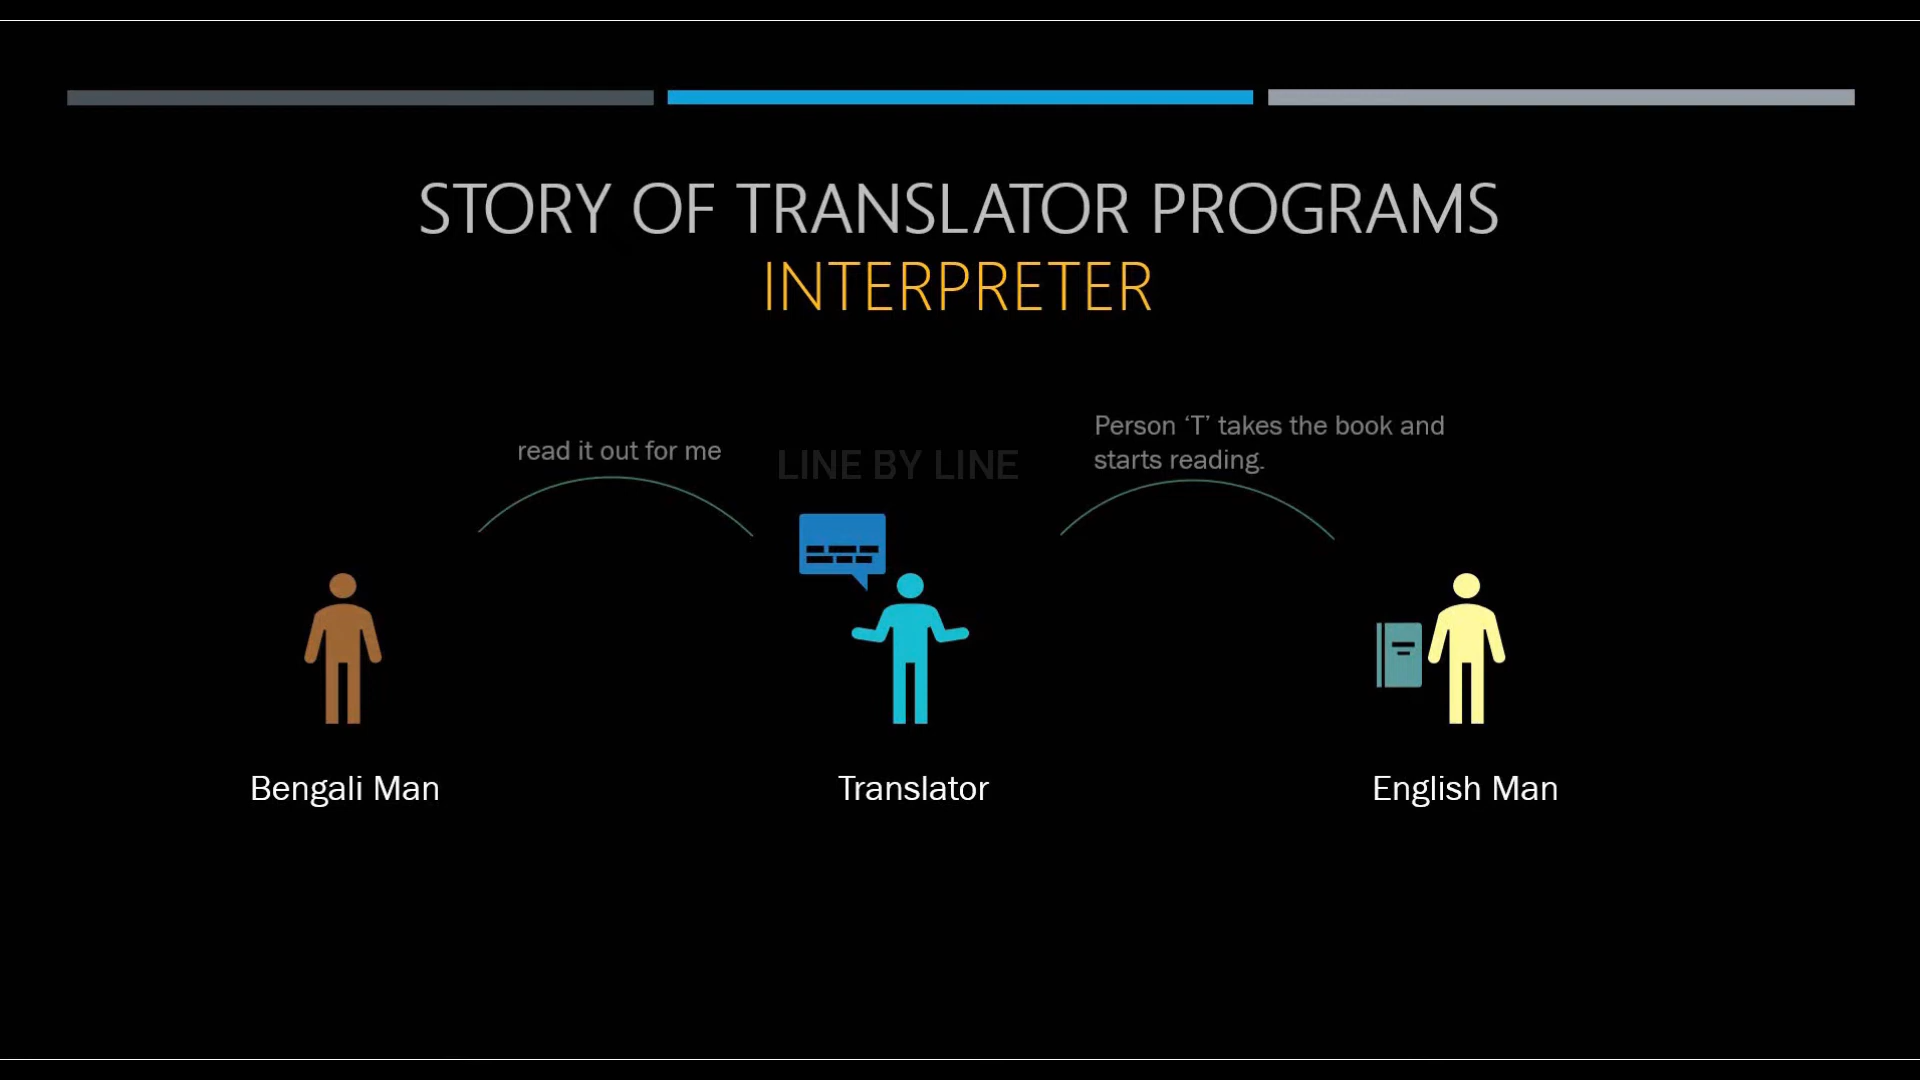 STORY OF TRANSLATOR PROGRAMS
INTERPRETER
read it out for me
LINE BY LINE
Person ‘T’ takes the book and
starts reading.
Bengali Man
Translator
English Man